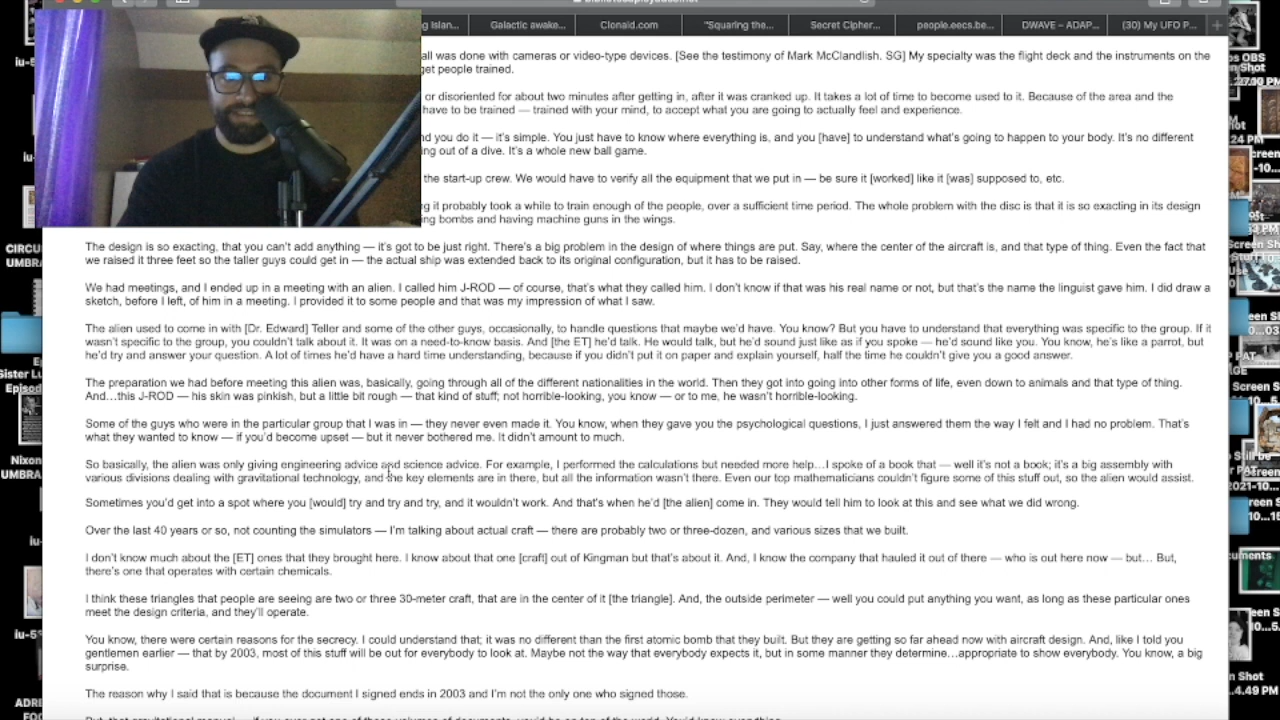 ng Islan...
Galactic awake...
Clonaid.com
"Squaring the...
Secret Cipher...
people.eecs.be...
DWAVE – ADAP...
(30) My UFO P...
all was done with cameras or video-type devices. [See the testimony of Mark McClandlish. SG] My specialty was the flight deck and the instruments on the
get people trained.
or disoriented for about two minutes after getting in, after it was cranked up. It takes a lot of time to become used to it. Because of the area and the
have to be trained — trained with your mind, to accept what you are going to actually feel and experience.
nd you do it — it's simple. You just have to know where everything is, and you [have] to understand what's going to happen to your body. It's no different
ing out of a dive. It's a whole new ball game.
the start-up crew. We would have to verify all the equipment that we put in — be sure it [worked] like it [was] supposed to, etc.
g it probably took a while to train enough of the people, over a sufficient time period. The whole problem with the disc is that it is so exacting in its design
ing bombs and having machine guns in the wings.
The design is so exacting, that you can't add anything — it's got to be just right. There's a big problem in the design of where things are put. Say, where the center of the aircraft is, and that type of thing. Even the fact that
we raised it three feet so the taller guys could get in — the actual ship was extended back to its original configuration, but it has to be raised.
We had meetings, and I ended up in a meeting with an alien. I called him J-ROD — of course, that's what they called him. I don't know if that was his real name or not, but that's the name the linguist gave him. I did draw a
sketch, before I left, of him in a meeting. I provided it to some people and that was my impression of what I saw.
The alien used to come in with [Dr. Edward] Teller and some of the other guys, occasionally, to handle questions that maybe we'd have. You know? But you have to understand that everything was specific to the group. If it
wasn't specific to the group, you couldn't talk about it. It was on a need-to-know basis. And [the ET] he'd talk. He would talk, but he'd sound just like as if you spoke — he'd sound like you. You know, he's like a parrot, but
he'd try and answer your question. A lot of times he'd have a hard time understanding, because if you didn't put it on paper and explain yourself, half the time he couldn't give you a good answer.
The preparation we had before meeting this alien was, basically, going through all of the different nationalities in the world. Then they got into going into other forms of life, even down to animals and that type of thing.
And…this J-ROD — his skin was pinkish, but a little bit rough — that kind of stuff; not horrible-looking, you know — or to me, he wasn't horrible-looking.
Some of the guys who were in the particular group that I was in — they never even made it. You know, when they gave you the psychological questions, I just answered them the way I felt and I had no problem. That's
what they wanted to know — if you'd become upset — but it never bothered me. It didn't amount to much.
So basically, the alien was only giving engineering advice and science advice. For example, I performed the calculations but needed more help…I spoke of a book that — well it's not a book; it's a big assembly with
various divisions dealing with gravitational technology, and the key elements are in there, but all the information wasn't there. Even our top mathematicians couldn't figure some of this stuff out, so the alien would assist.
Sometimes you'd get into a spot where you [would] try and try and try, and it wouldn't work. And that's when he'd [the alien] come in. They would tell him to look at this and see what we did wrong.
Over the last 40 years or so, not counting the simulators — I'm talking about actual craft — there are probably two or three-dozen, and various sizes that we built.
I don't know much about the [ET] ones that they brought here. I know about that one [craft] out of Kingman but that's about it. And, I know the company that hauled it out of there — who is out here now — but… But,
there's one that operates with certain chemicals.
I think these triangles that people are seeing are two or three 30-meter craft, that are in the center of it [the triangle]. And, the outside perimeter — well you could put anything you want, as long as these particular ones
meet the design criteria, and they'll operate.
You know, there were certain reasons for the secrecy. I could understand that; it was no different than the first atomic bomb that they built. But they are getting so far ahead now with aircraft design. And, like I told you
gentlemen earlier — that by 2003, most of this stuff will be out for everybody to look at. Maybe not the way that everybody expects it, but in some manner they determine…appropriate to show everybody. You know, a big
surprise.
The reason why I said that is because the document I signed ends in 2003 and I'm not the only one who signed those.